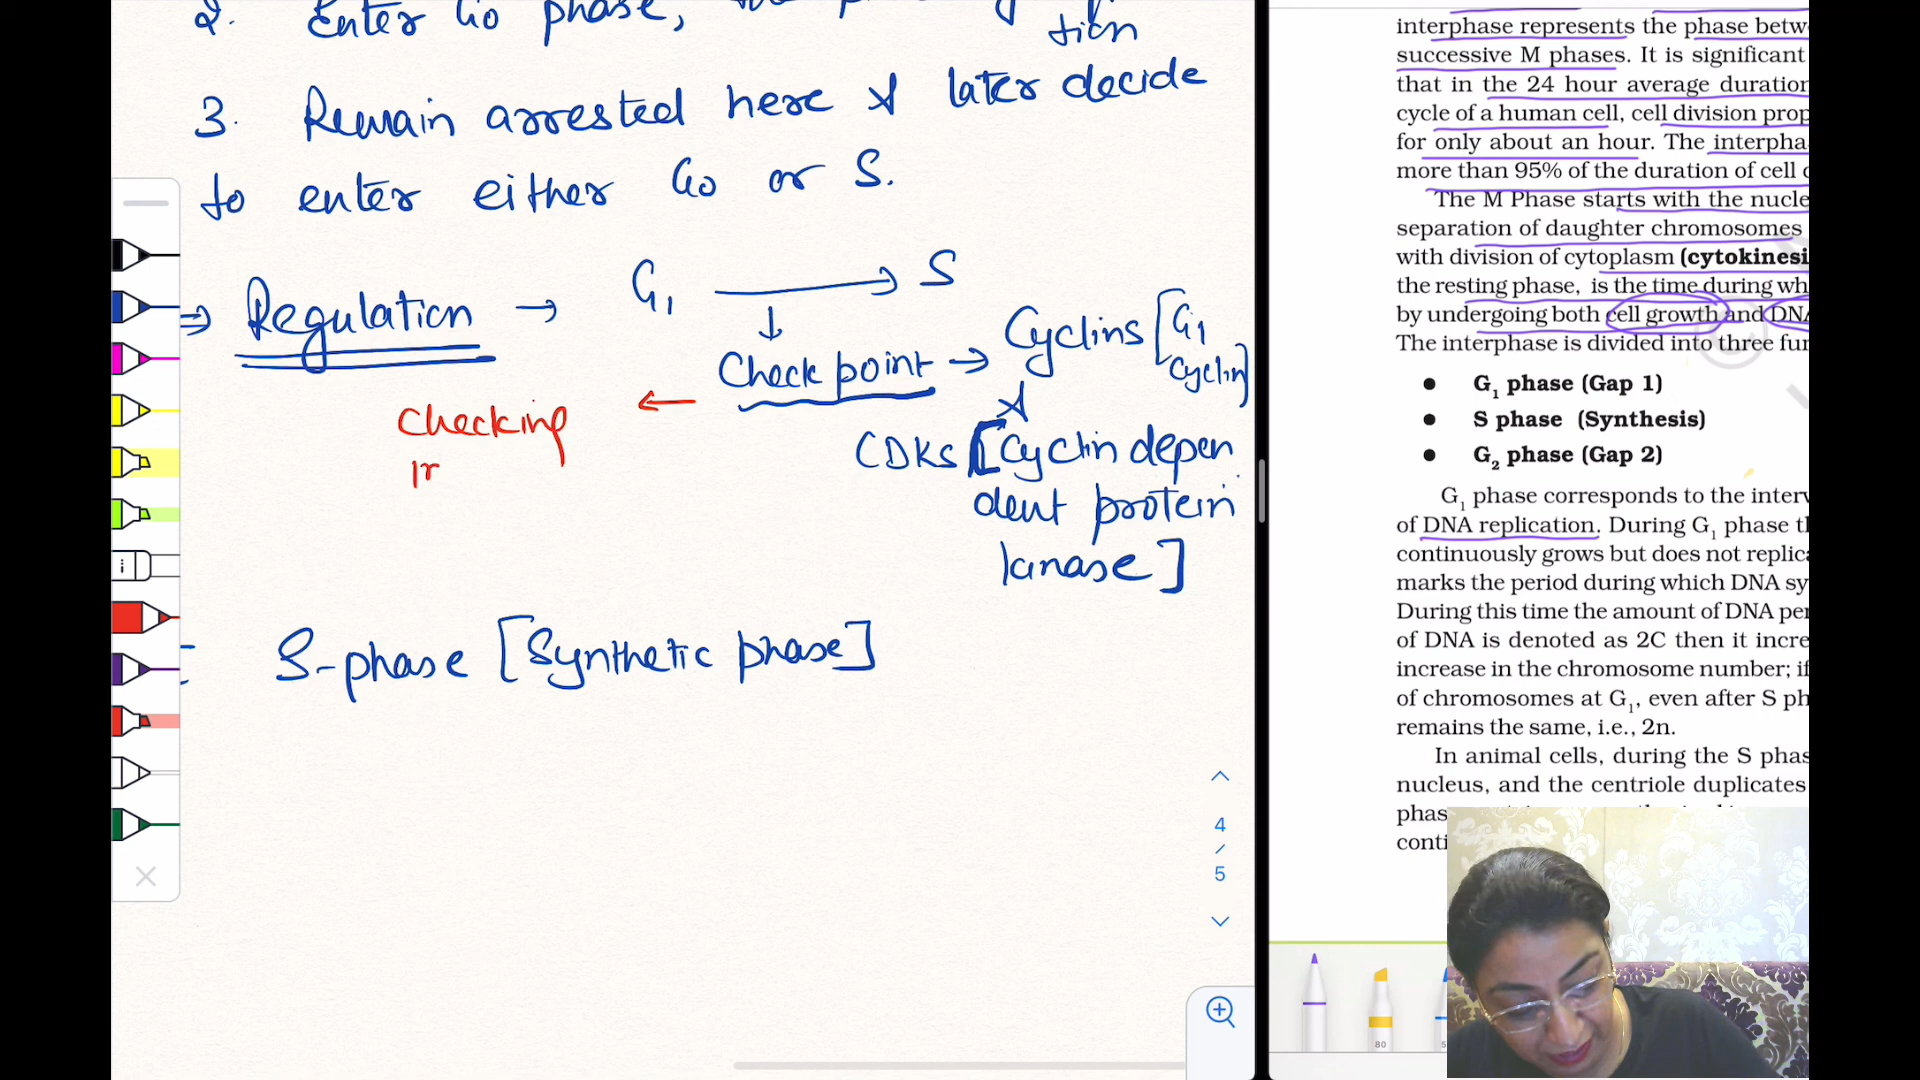 2. Enter G0 phase,
tion
3. Remain arrested here & later decide
to enter either G0 or S.
⇒ Regulation → G1 → S
↓
Check point → Cyclins [G1
cyclin]
&
← Checking
CDKs [Cyclin depen
dent protein
kinase]
S-phase [Synthetic phase]
4
/
5
interphase represents the phase betw
successive M phases. It is significant
that in the 24 hour average duration
cycle of a human cell, cell division prop
for only about an hour. The interpha
more than 95% of the duration of cell c
The M Phase starts with the nucle
separation of daughter chromosomes
with division of cytoplasm (cytokinesi
the resting phase, is the time during wh
by undergoing both cell growth and DNA
The interphase is divided into three fur
● G1 phase (Gap 1)
● S phase (Synthesis)
● G2 phase (Gap 2)
G1 phase corresponds to the interv
of DNA replication. During G1 phase t
continuously grows but does not replica
marks the period during which DNA sy
During this time the amount of DNA per
of DNA is denoted as 2C then it incre
increase in the chromosome number; if
of chromosomes at G1, even after S ph
remains the same, i.e., 2n.
In animal cells, during the S phas
nucleus, and the centriole duplicates
phas
conti
80
5